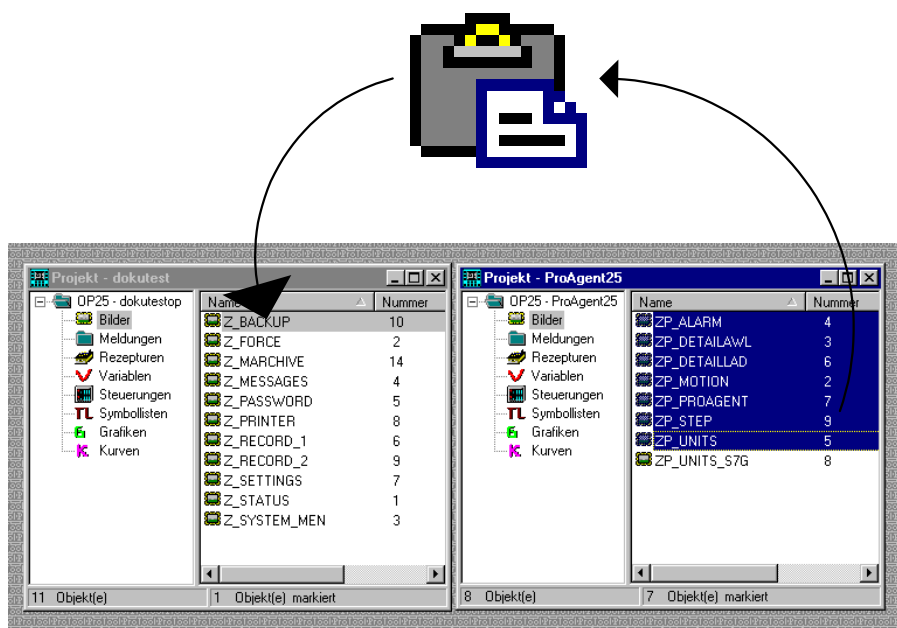 Projekt - dokutest
OP25 - dokutestop
Bilder
Meldungen
Rezepturen
Variablen
Steuerungen
Symbollisten
Grafiken
Kurven
Name Nummer
Z_BACKUP 10
Z_FORCE 2
Z_MARCHIVE 14
Z_MESSAGES 4
Z_PASSWORD 5
Z_PRINTER 8
Z_RECORD_1 6
Z_RECORD_2 9
Z_SETTINGS 7
Z_STATUS 1
Z_SYSTEM_MEN 3
11 Objekt(e) 1 Objekt(e) markiert
Projekt - ProAgent25
OP25 - ProAgent25
Bilder
Meldungen
Rezepturen
Variablen
Steuerungen
Symbollisten
Grafiken
Kurven
Name Nummer
ZP_ALARM 4
ZP_DETAILAWL 3
ZP_DETAILLAD 6
ZP_MOTION 2
ZP_PROAGENT 7
ZP_STEP 9
ZP_UNITS 5
ZP_UNITS_S7G 8
8 Objekt(e) 7 Objekt(e) markiert